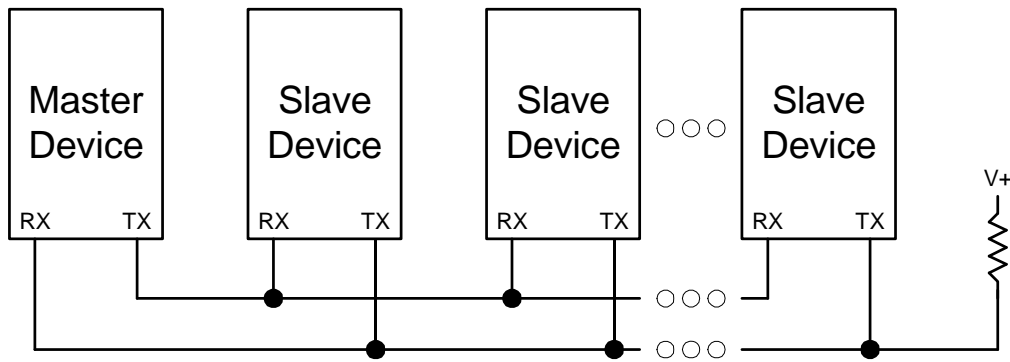 Master
Device
Slave
Device
Slave
Device
Slave
Device
V+
RX TX
RX TX
RX TX
RX TX